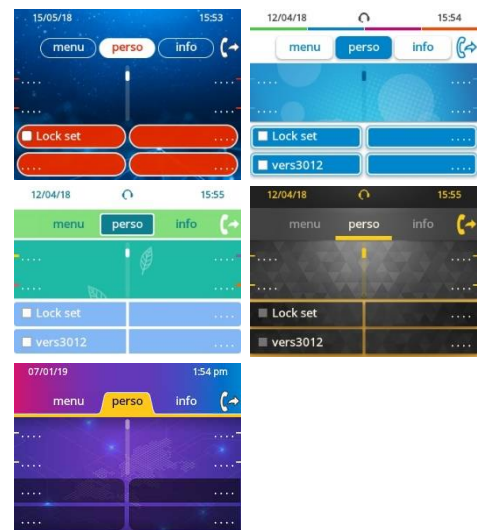 15/05/18 15:53
menu perso info
.... ....
.... ....
Lock set ....
.... ....
12/04/18 15:54
menu perso info
.... ....
.... ....
Lock set ....
vers3012 ....
12/04/18 15:55
menu perso info
.... ....
.... ....
Lock set ....
vers3012 ....
12/04/18 15:55
menu perso info
.... ....
.... ....
Lock set ....
vers3012 ....
07/01/19 1:54 pm
menu perso info
.... ....
.... ....
.... ....
.... ....